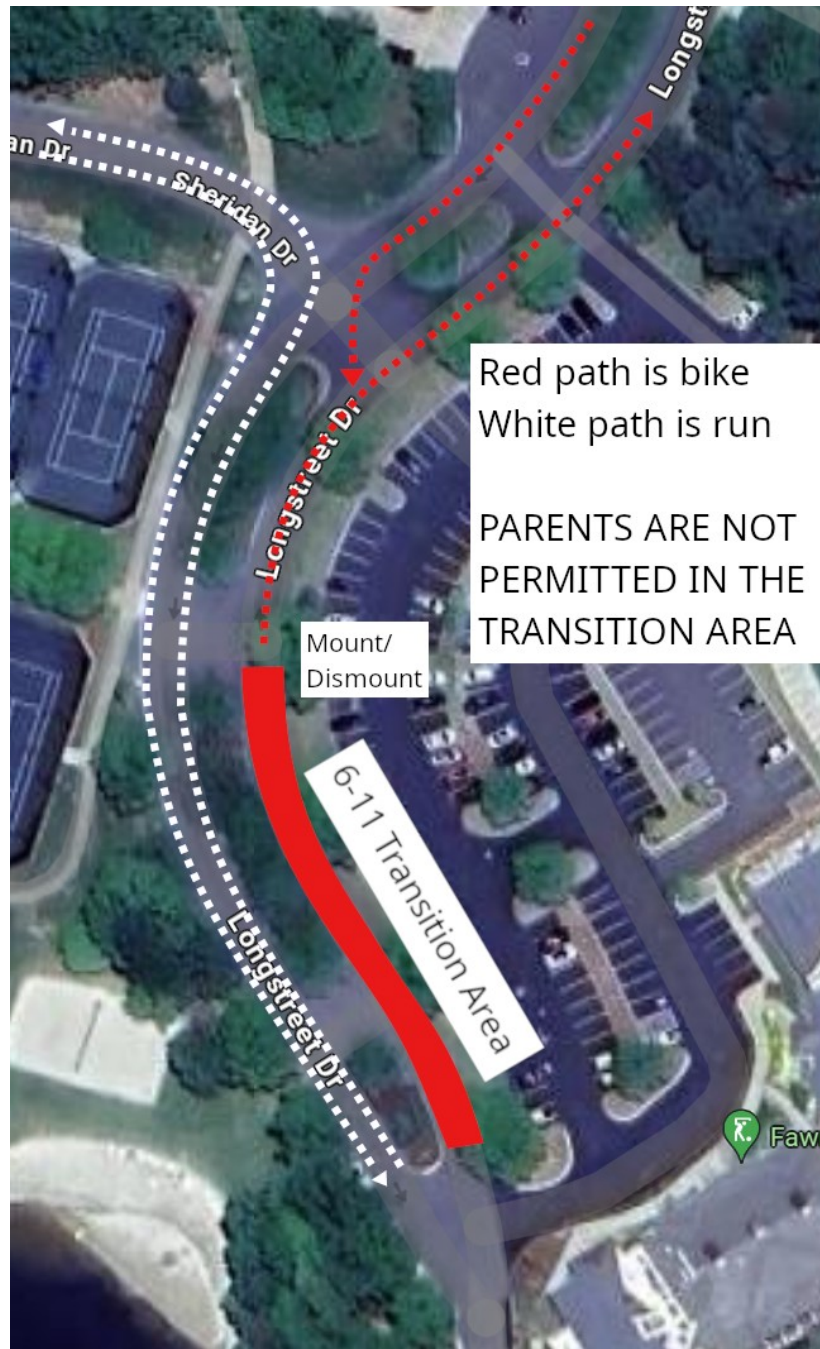 Longst
an Dr
Sheridan Dr
Red path is bike
White path is run
PARENTS ARE NOT
PERMITTED IN THE
TRANSITION AREA
Longstreet Dr
Mount/
Dismount
6-11 Transition Area
Longstreet Dr
Faw